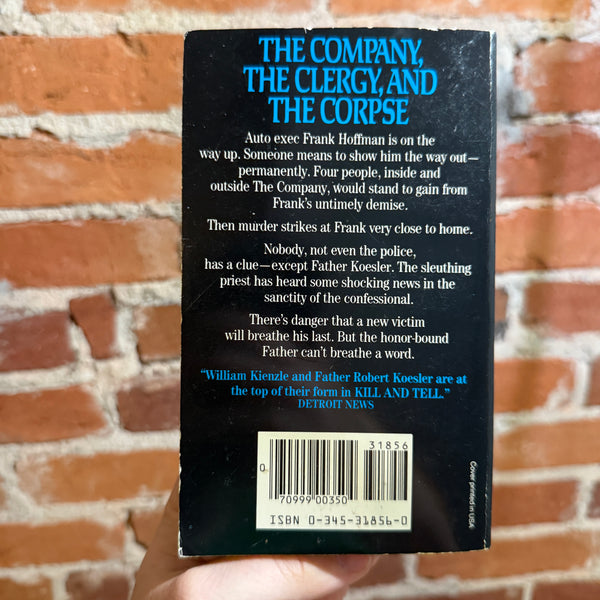 THE COMPANY,
THE CLERGY, AND
THE CORPSE
Auto exec Frank Hoffman is on the
way up. Someone means to show him the way out—
permanently. Four people, inside and
outside The Company, would stand to gain from
Frank's untimely demise.
Then murder strikes at Frank very close to home.
Nobody, not even the police,
has a clue—except Father Koesler. The sleuthing
priest has heard some shocking news in the
sanctity of the confessional.
There's danger that a new victim
will breathe his last. But the honor-bound
Father can't breathe a word.
"William Kienzle and Father Robert Koesler are at
the top of their form in KILL AND TELL."
DETROIT NEWS
31856
0
70999 00350
ISBN 0-345-31856-0
Cover printed in USA